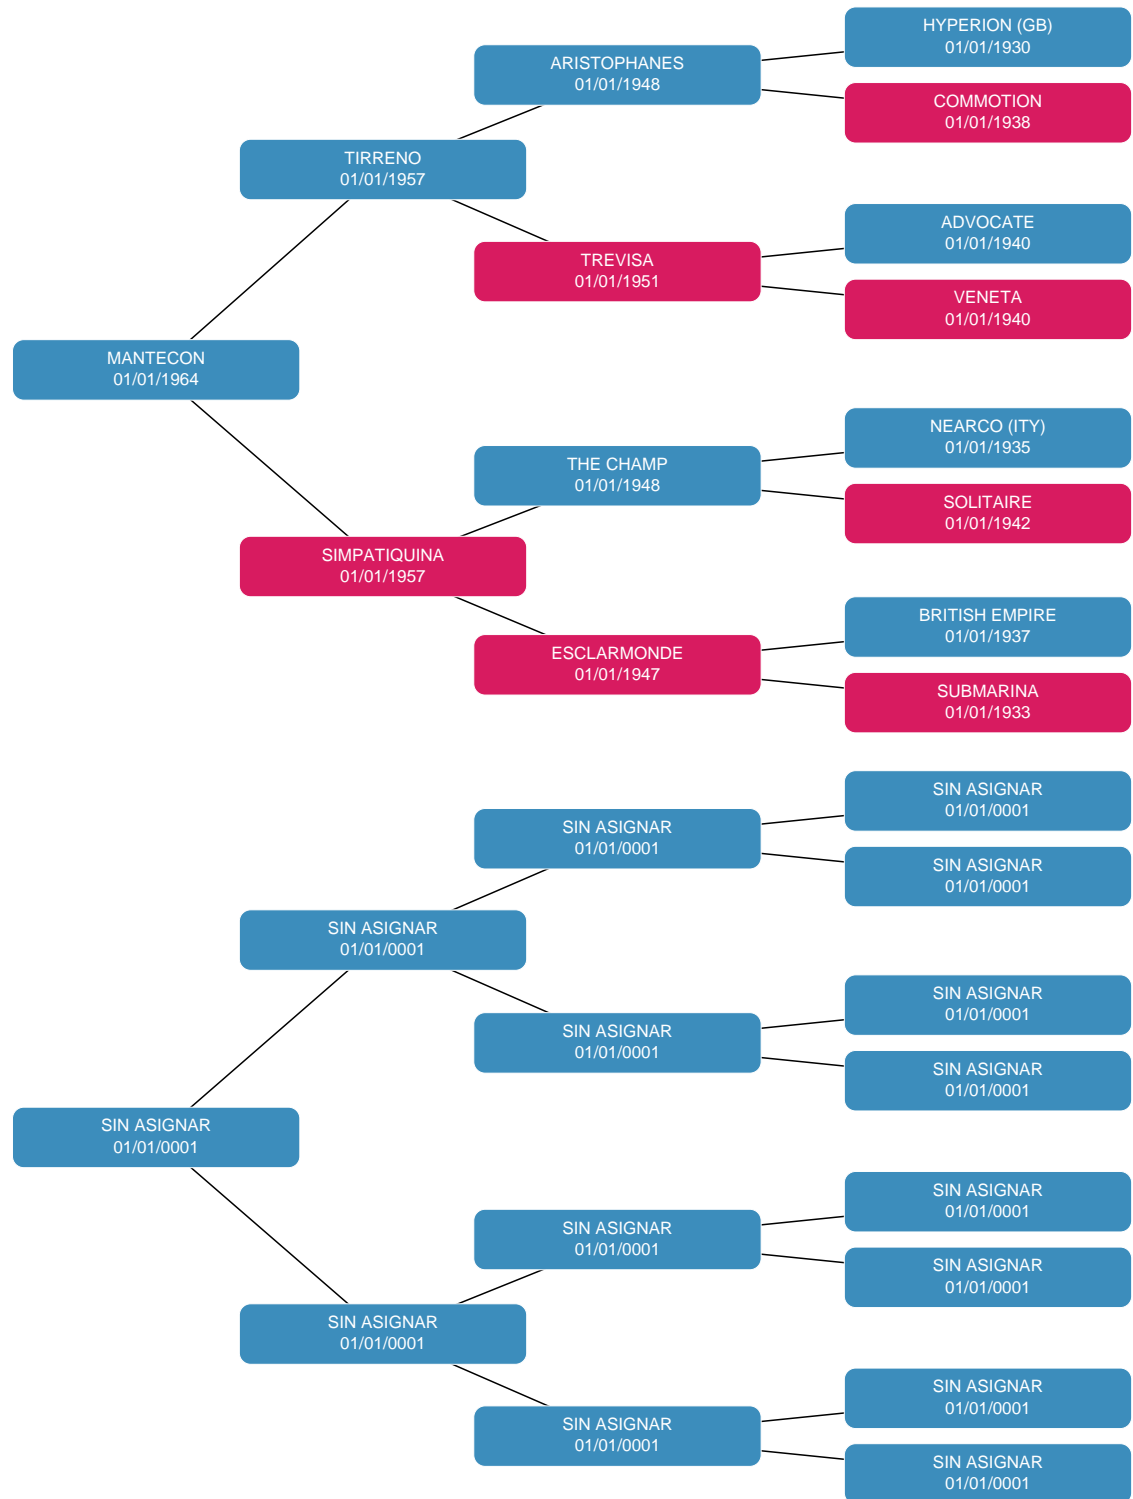 HYPERION (GB)
01/01/1930
ARISTOPHANES
01/01/1948
COMMOTION
01/01/1938
TIRRENO
01/01/1957
ADVOCATE
01/01/1940
TREVISA
01/01/1951
VENETA
01/01/1940
MANTECON
01/01/1964
NEARCO (ITY)
01/01/1935
THE CHAMP
01/01/1948
SOLITAIRE
01/01/1942
SIMPATIQUINA
01/01/1957
BRITISH EMPIRE
01/01/1937
ESCLARMONDE
01/01/1947
SUBMARINA
01/01/1933
SIN ASIGNAR
01/01/0001
SIN ASIGNAR
01/01/0001
SIN ASIGNAR
01/01/0001
SIN ASIGNAR
01/01/0001
SIN ASIGNAR
01/01/0001
SIN ASIGNAR
01/01/0001
SIN ASIGNAR
01/01/0001
SIN ASIGNAR
01/01/0001
SIN ASIGNAR
01/01/0001
SIN ASIGNAR
01/01/0001
SIN ASIGNAR
01/01/0001
SIN ASIGNAR
01/01/0001
SIN ASIGNAR
01/01/0001
SIN ASIGNAR
01/01/0001
SIN ASIGNAR
01/01/0001